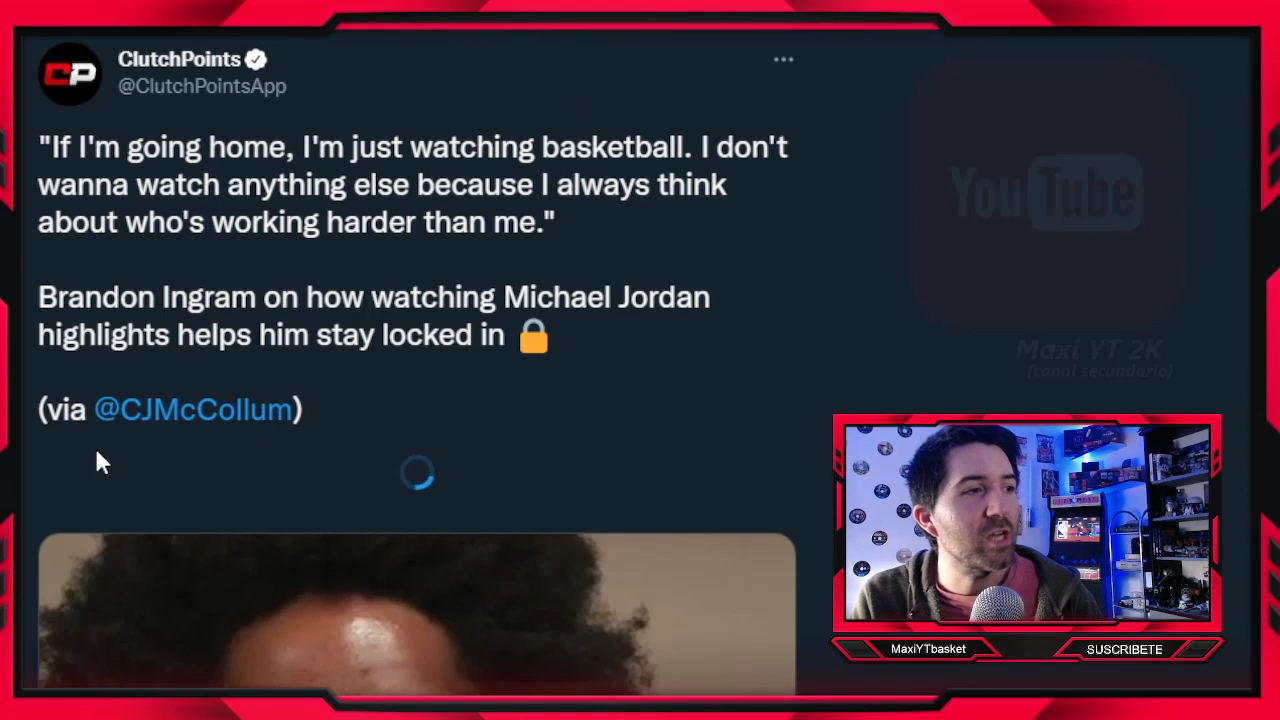 CP
ClutchPoints
@ClutchPointsApp
"If I'm going home, I'm just watching basketball. I don't
wanna watch anything else because I always think
about who's working harder than me."
Brandon Ingram on how watching Michael Jordan
highlights helps him stay locked in 🔒
(via @CJMcCollum)
YouTube
Maxi YT 2K
(canal secundario)
MaxiYTbasket
SUSCRIBETE